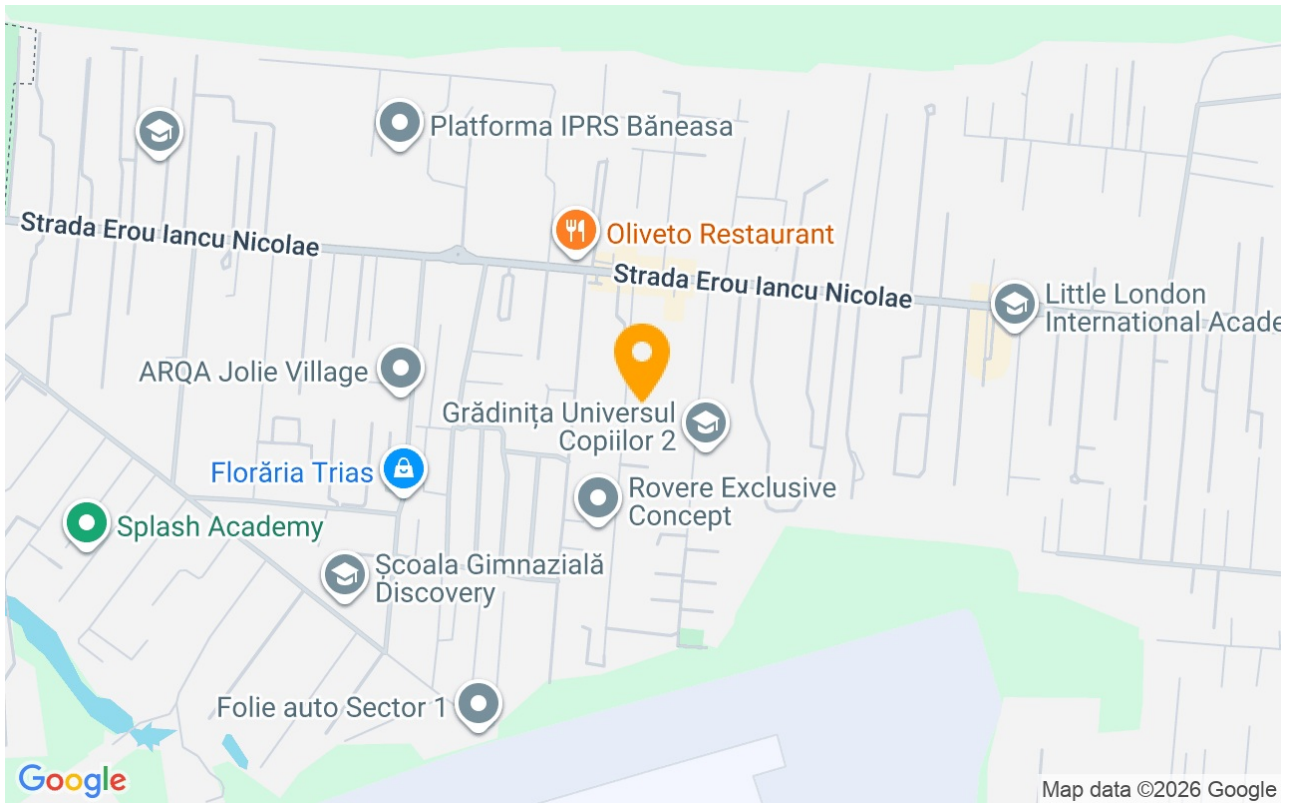 Platforma IPRS Băneasa
Strada Erou Iancu Nicolae
Oliveto Restaurant
Strada Erou Iancu Nicolae
Little London
International Acade
ARQA Jolie Village
Grădinița Universul
Copiilor 2
Florăria Trias
Rovere Exclusive
Concept
Splash Academy
Școala Gimnazială
Discovery
Folie auto Sector 1
Google
Map data ©2026 Google